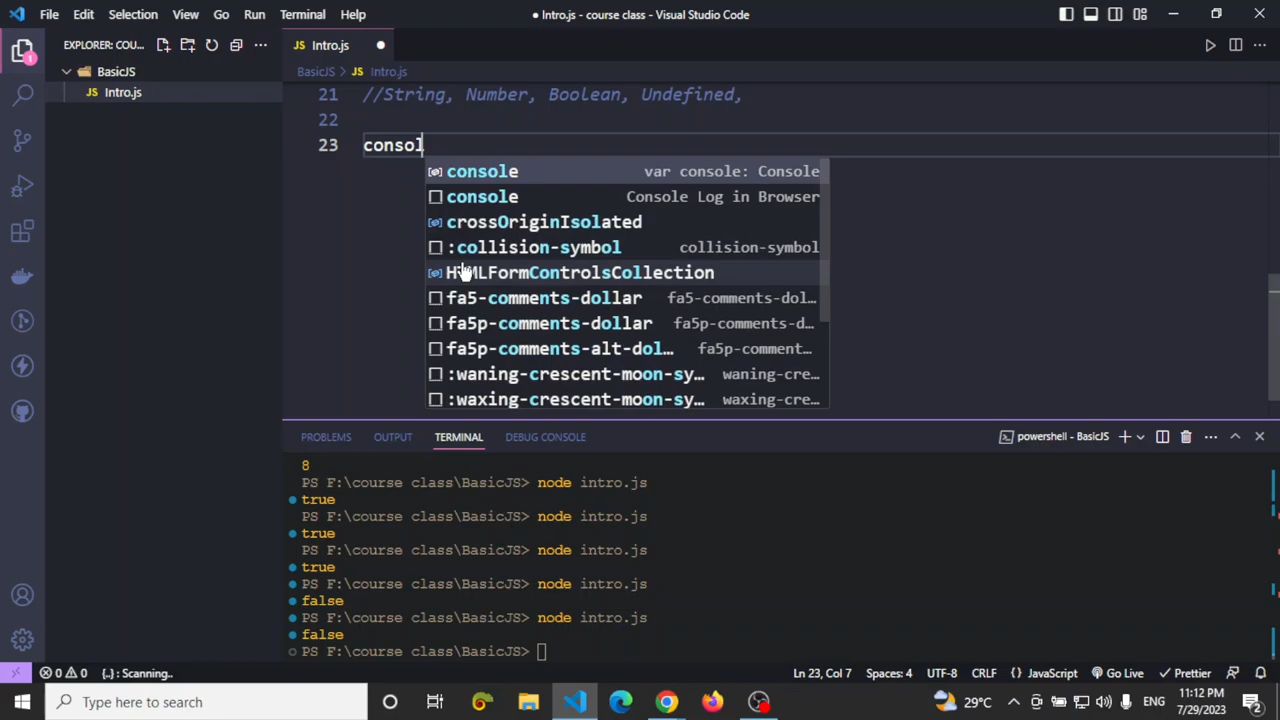 File Edit Selection View Go Run Terminal Help
● Intro.js - course class - Visual Studio Code
EXPLORER: COU...
JS Intro.js ●
BasicJS
BasicJS > JS Intro.js
JS Intro.js
1
21 //String, Number, Boolean, Undefined,
22
23 consol
console var console: Console
console Console Log in Browser
crossOriginIsolated
:collision-symbol collision-symbol
HTMLFormControlsCollection
fa5-comments-dollar fa5-comments-dol...
fa5p-comments-dollar fa5p-comments-d...
fa5p-comments-alt-dol... fa5p-comment...
:waning-crescent-moon-sy... waning-cre...
:waxing-crescent-moon-sy... waxing-cre...
PROBLEMS OUTPUT TERMINAL DEBUG CONSOLE
powershell - BasicJS
8
PS F:\course class\BasicJS> node intro.js
true
PS F:\course class\BasicJS> node intro.js
true
PS F:\course class\BasicJS> node intro.js
true
PS F:\course class\BasicJS> node intro.js
false
PS F:\course class\BasicJS> node intro.js
false
PS F:\course class\BasicJS>
0 0 {..} : Scanning..
Ln 23, Col 7 Spaces: 4 UTF-8 CRLF {} JavaScript Go Live Prettier
Type here to search
29°C ENG
11:12 PM
7/29/2023
2